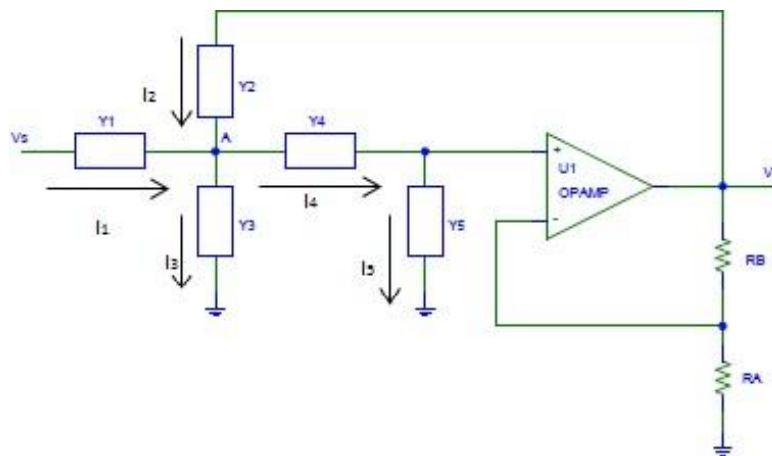 I2
Y2
Vs
Y1
A
Y4
+
U1
OPAMP
-
V
I1
I3
Y3
I4
Y5
I5
RB
RA